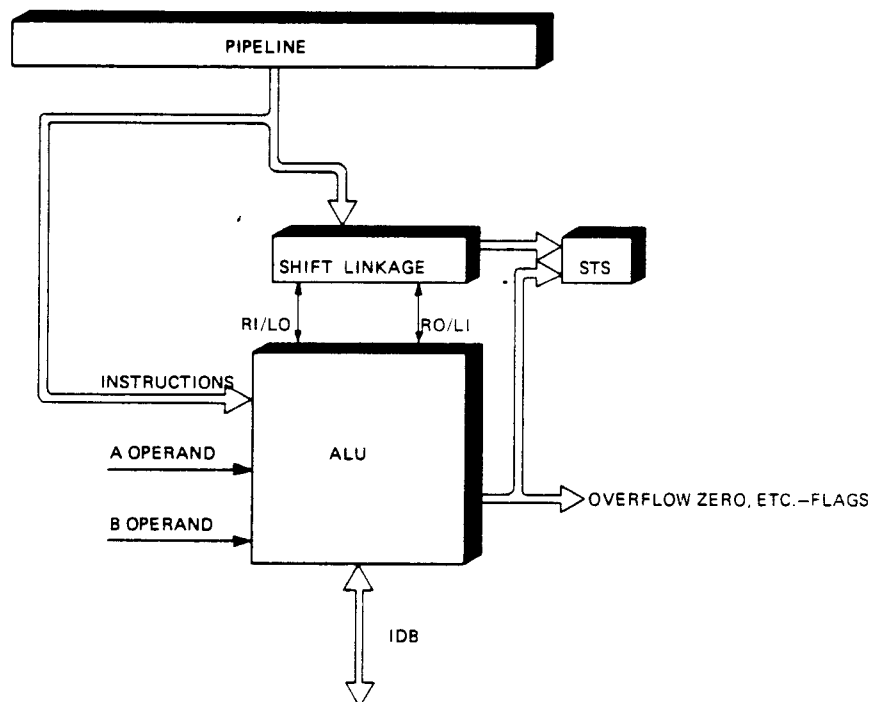 PIPELINE
SHIFT LINKAGE
STS
RI/LO
RO/LI
INSTRUCTIONS
A OPERAND
ALU
OVERFLOW ZERO, ETC.—FLAGS
B OPERAND
IDB